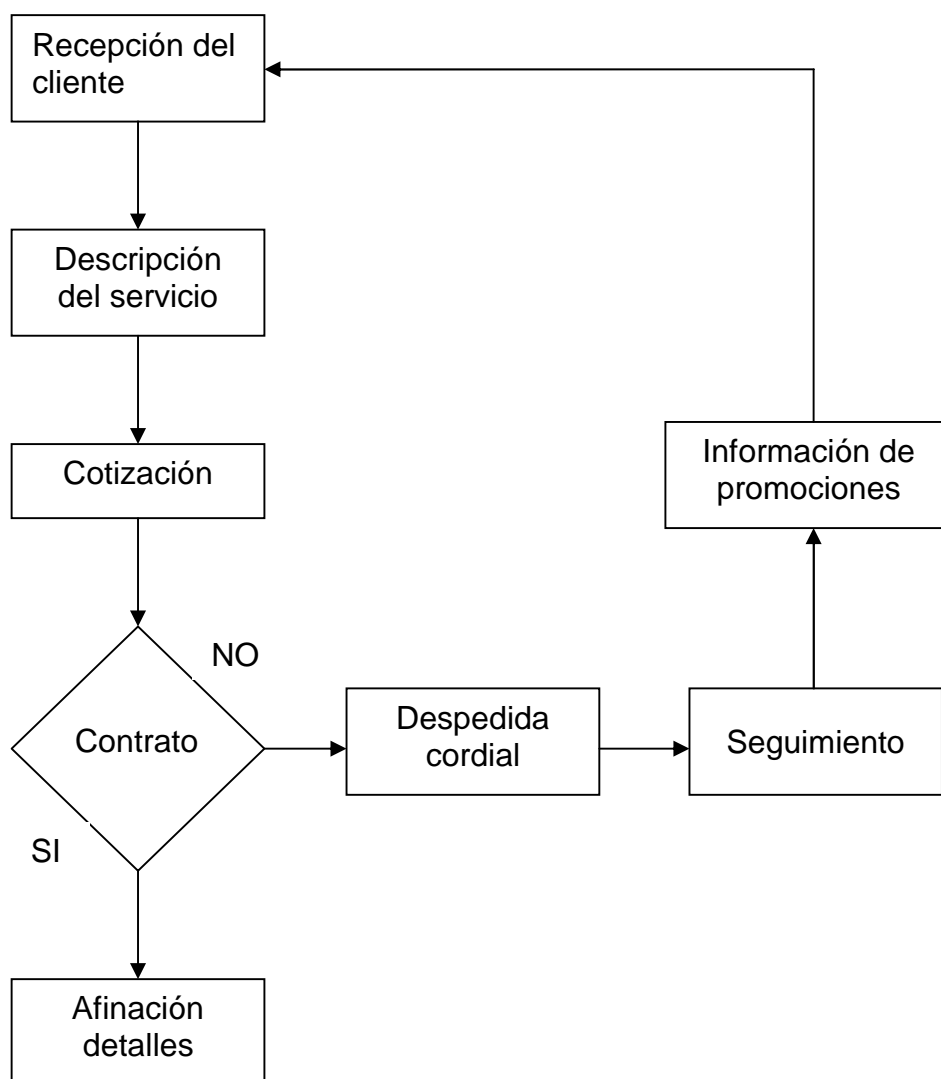 Recepción del
cliente
Descripción
del servicio
Cotización
Información de
promociones
NO
Contrato
Despedida
cordial
Seguimiento
SI
Afinación
detalles